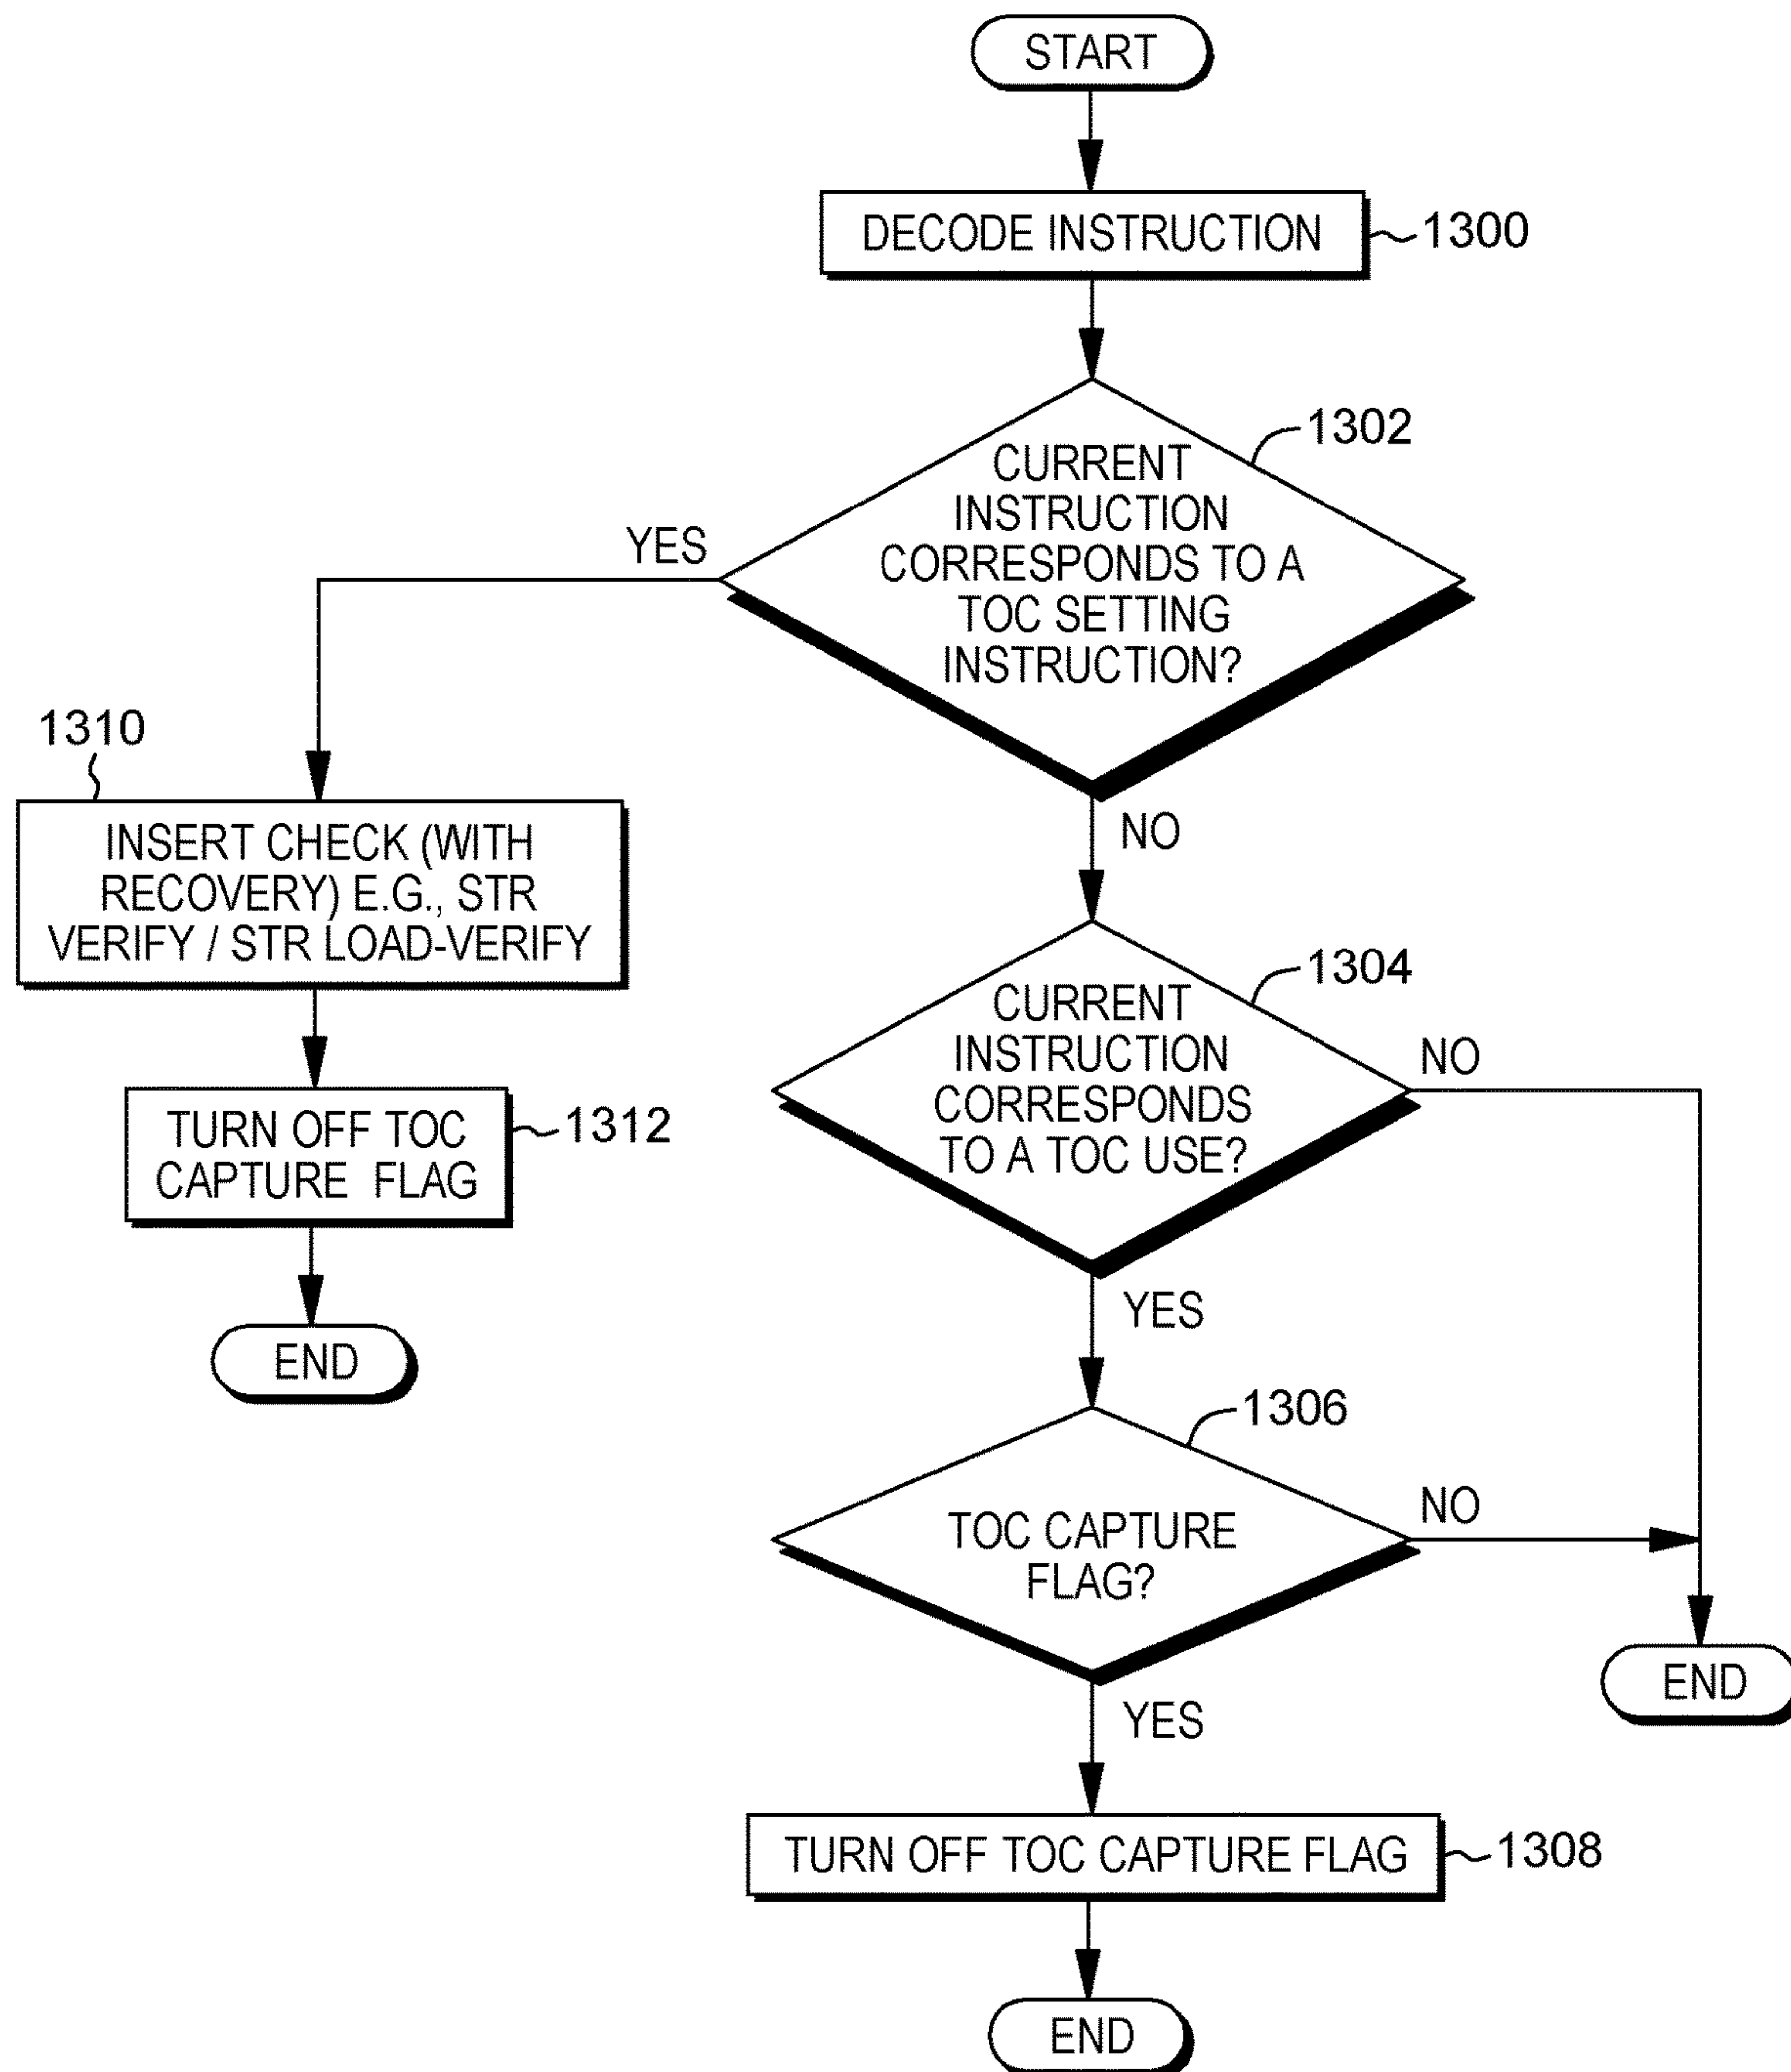 START
DECODE INSTRUCTION
1300
1302
CURRENT
INSTRUCTION
CORRESPONDS TO A
TOC SETTING
INSTRUCTION?
YES
NO
1310
INSERT CHECK (WITH
RECOVERY) E.G., STR
VERIFY / STR LOAD-VERIFY
TURN OFF TOC
CAPTURE FLAG
1312
END
1304
CURRENT
INSTRUCTION
CORRESPONDS
TO A TOC USE?
NO
YES
1306
TOC CAPTURE
FLAG?
NO
END
YES
TURN OFF TOC CAPTURE FLAG
1308
END